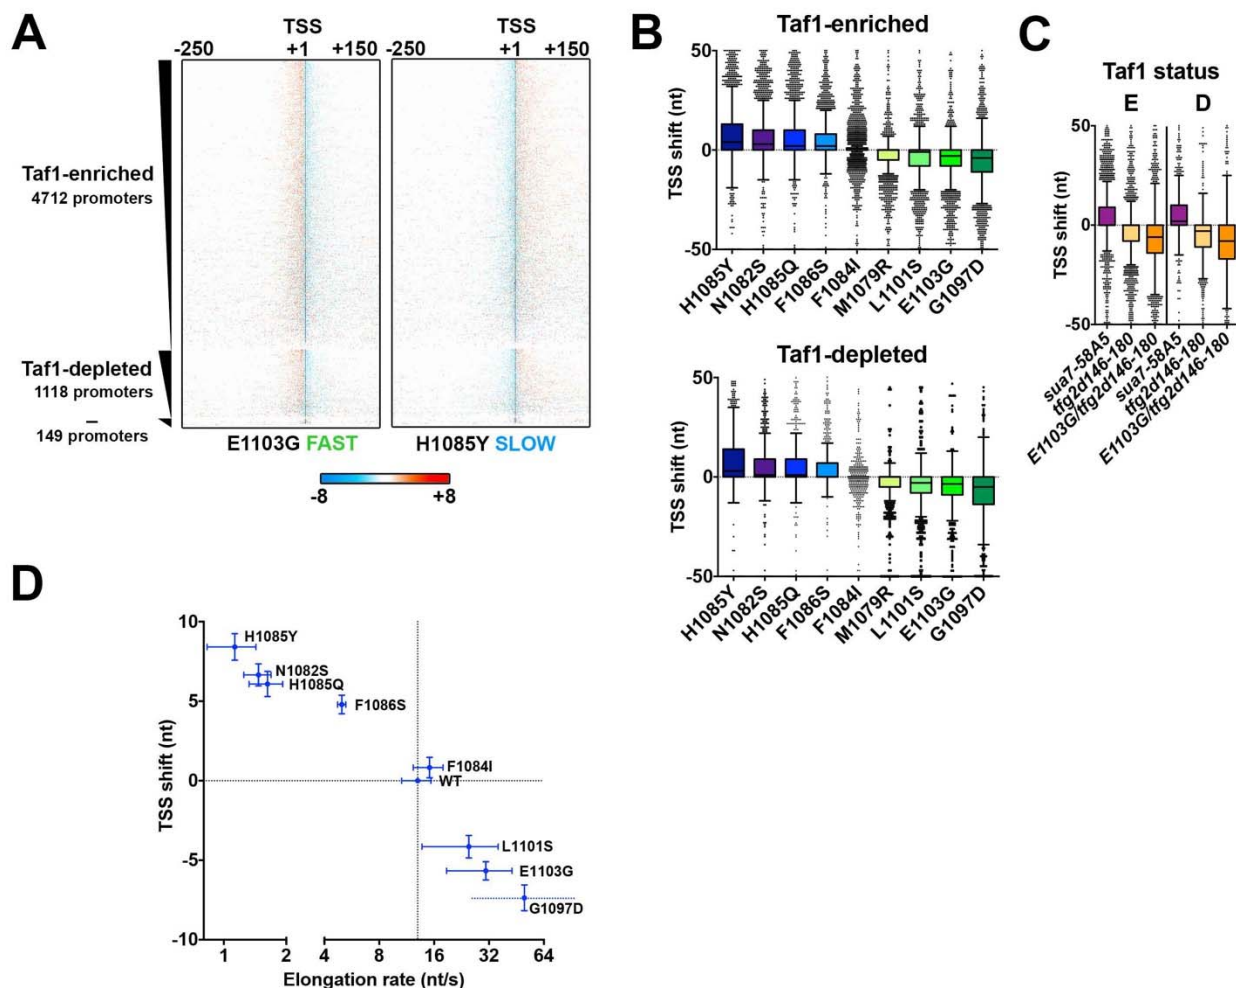 A
TSS
TSS
-250
+1
+150
-250
+1
+150
Taf1-enriched
4712 promoters
Taf1-depleted
1118 promoters
–
149 promoters
E1103G FAST
H1085Y SLOW
-8
+8
B
Taf1-enriched
TSS shift (nt)
50
0
-50
H1085Y
N1082S
H1085Q
F1086S
F1084I
M1079R
L1101S
E1103G
G1097D
Taf1-depleted
TSS shift (nt)
50
0
-50
H1085Y
N1082S
H1085Q
F1086S
F1084I
M1079R
L1101S
E1103G
G1097D
C
Taf1 status
E
D
TSS shift (nt)
50
0
-50
sua7-58A5
tfg2d146-180
E1103G/tfg2d146-180
sua7-58A5
tfg2d146-180
E1103G/tfg2d146-180
D
TSS shift (nt)
10
5
0
-5
-10
H1085Y
N1082S
H1085Q
F1086S
F1084I
WT
L1101S
E1103G
G1097D
1
2
4
8
16
32
64
Elongation rate (nt/s)